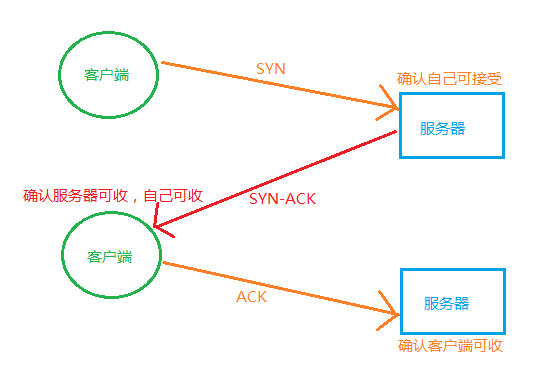 客户端
SYN
确认自己可接受
服务器
确认服务器可收，自己可收
SYN-ACK
客户端
ACK
服务器
确认客户端可收